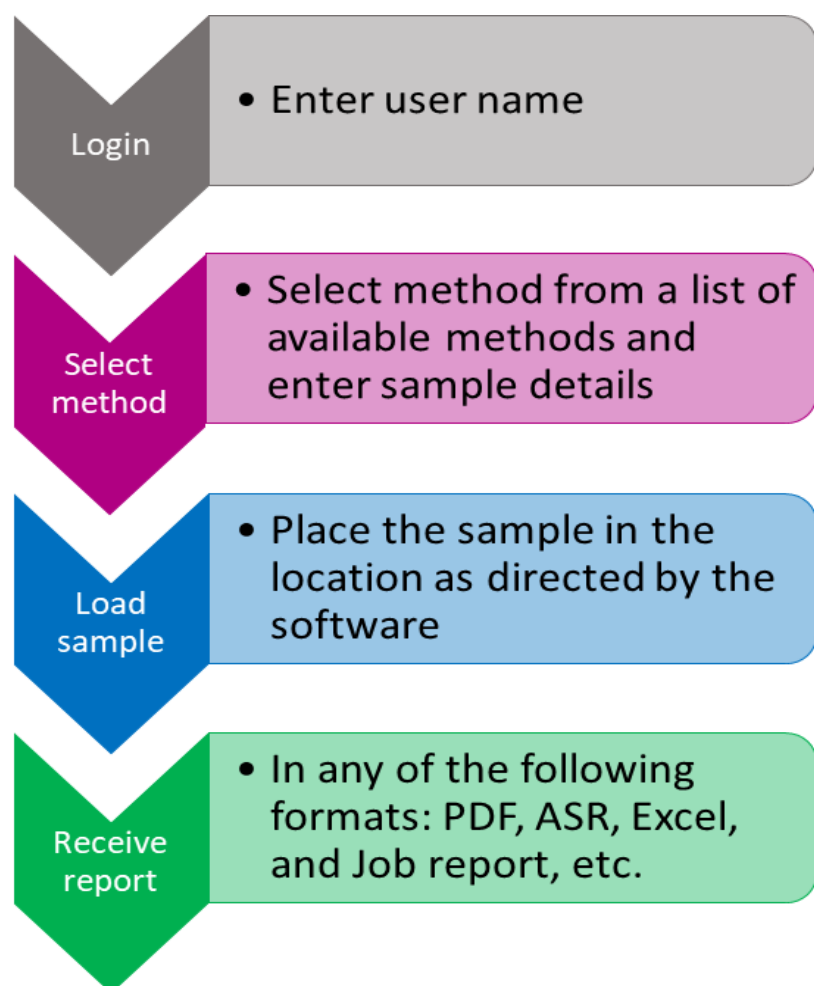 Login
• Enter user name
Select
method
• Select method from a list of
available methods and
enter sample details
Load
sample
• Place the sample in the
location as directed by the
software
Receive
report
• In any of the following
formats: PDF, ASR, Excel,
and Job report, etc.